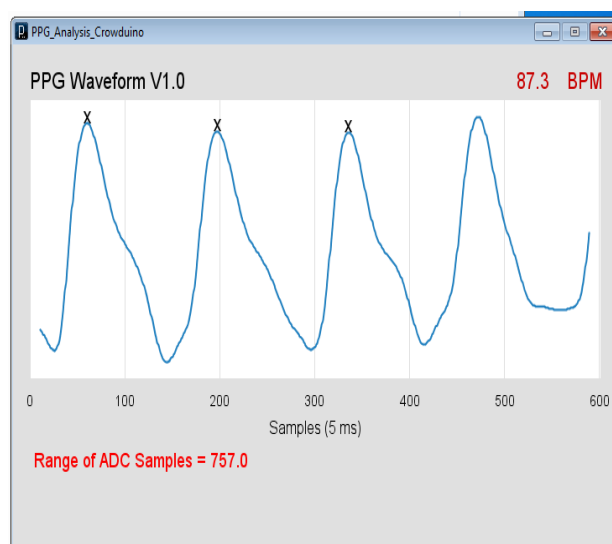 PPG_Analysis_Crowduino
PPG Waveform V1.0 87.3 BPM
X X X
0 100 200 300 400 500 600
Samples (5 ms)
Range of ADC Samples = 757.0